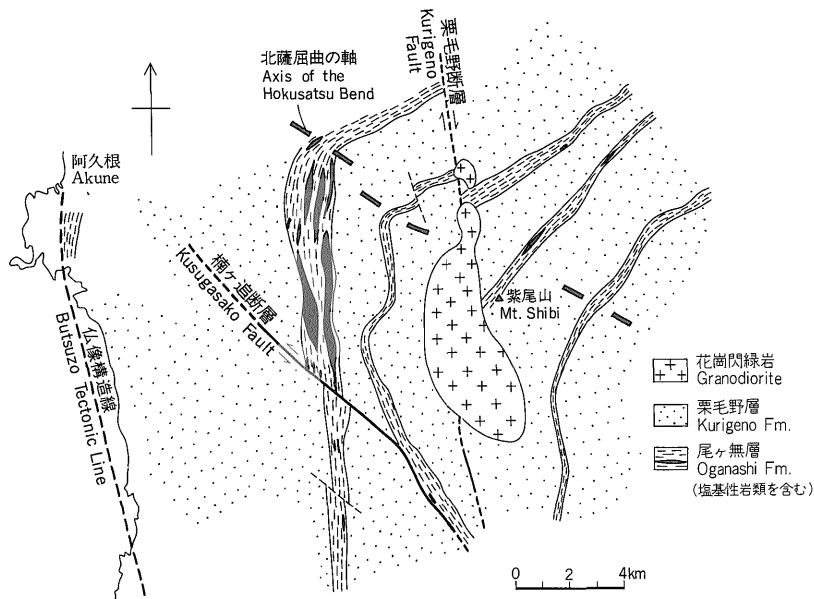 北薩屈曲の軸
Axis of the
Hokusatsu Bend
栗毛野断層
Kurigeno
Fault
阿久根
Akune
楠ヶ迫断層
Kusugasako Fault
仏像構造線
Butsuzo Tectonic Line
紫尾山
Mt. Shibi
花崗閃緑岩
Granodiorite
栗毛野層
Kurigeno Fm.
尾ヶ無層
Oganashi Fm.
(塩基性岩類を含む)
0 2 4km